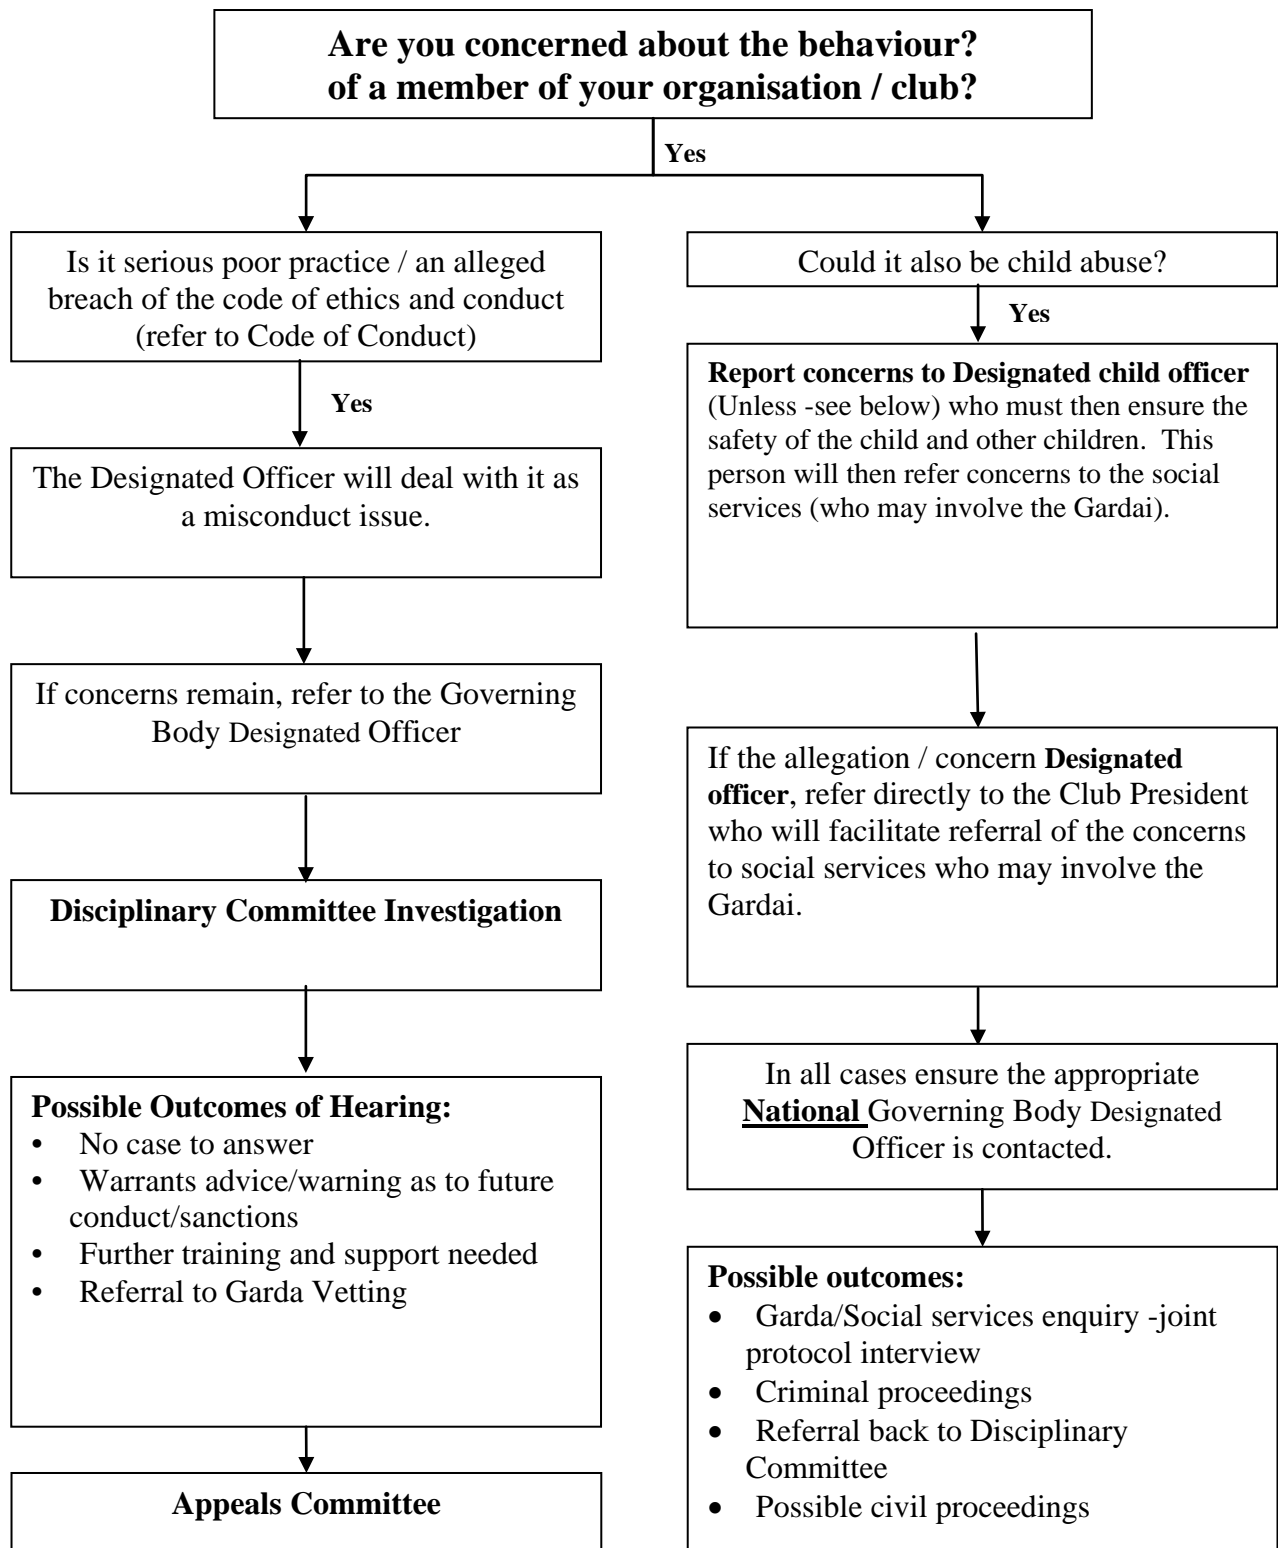 Are you concerned about the behaviour?
of a member of your organisation / club?
Yes
Is it serious poor practice / an alleged
breach of the code of ethics and conduct
(refer to Code of Conduct)
Yes
The Designated Officer will deal with it as
a misconduct issue.
If concerns remain, refer to the Governing
Body Designated Officer
Disciplinary Committee Investigation
Possible Outcomes of Hearing:
• No case to answer
• Warrants advice/warning as to future
conduct/sanctions
• Further training and support needed
• Referral to Garda Vetting
Appeals Committee
Could it also be child abuse?
Yes
Report concerns to Designated child officer
(Unless -see below) who must then ensure the
safety of the child and other children. This
person will then refer concerns to the social
services (who may involve the Gardai).
If the allegation / concern Designated
officer, refer directly to the Club President
who will facilitate referral of the concerns
to social services who may involve the
Gardai.
In all cases ensure the appropriate
National Governing Body Designated
Officer is contacted.
Possible outcomes:
• Garda/Social services enquiry -joint
protocol interview
• Criminal proceedings
• Referral back to Disciplinary
Committee
• Possible civil proceedings